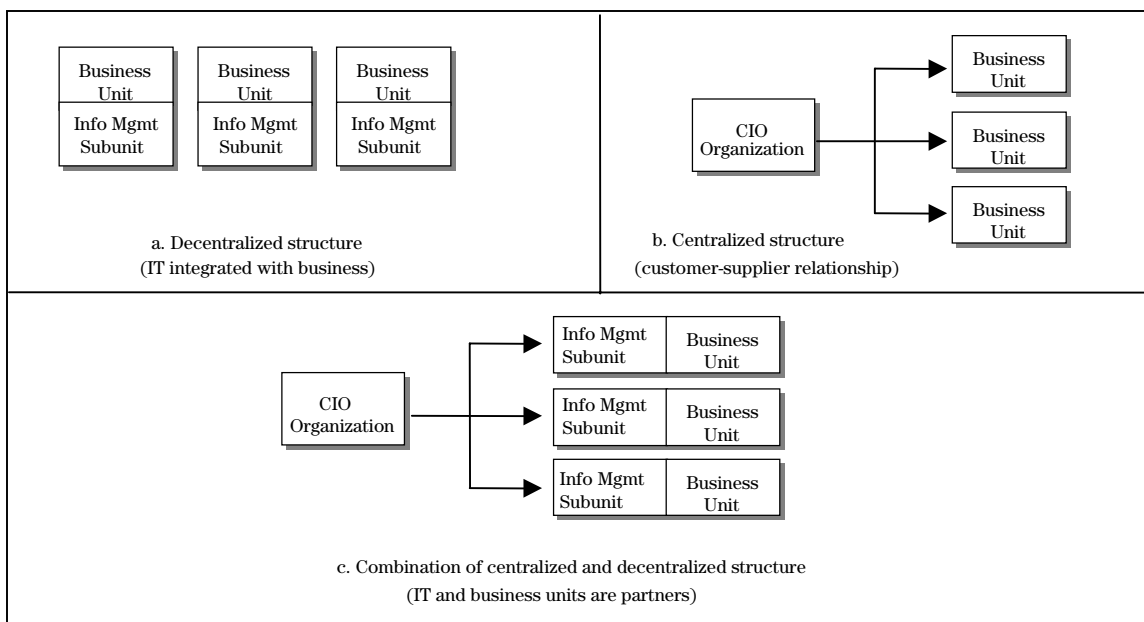 Business
Unit
Info Mgmt
Subunit
Business
Unit
Info Mgmt
Subunit
Business
Unit
Info Mgmt
Subunit
a. Decentralized structure
(IT integrated with business)
CIO
Organization
Business
Unit
Business
Unit
Business
Unit
b. Centralized structure
(customer-supplier relationship)
CIO
Organization
Info Mgmt
Subunit
Business
Unit
Info Mgmt
Subunit
Business
Unit
Info Mgmt
Subunit
Business
Unit
c. Combination of centralized and decentralized structure
(IT and business units are partners)